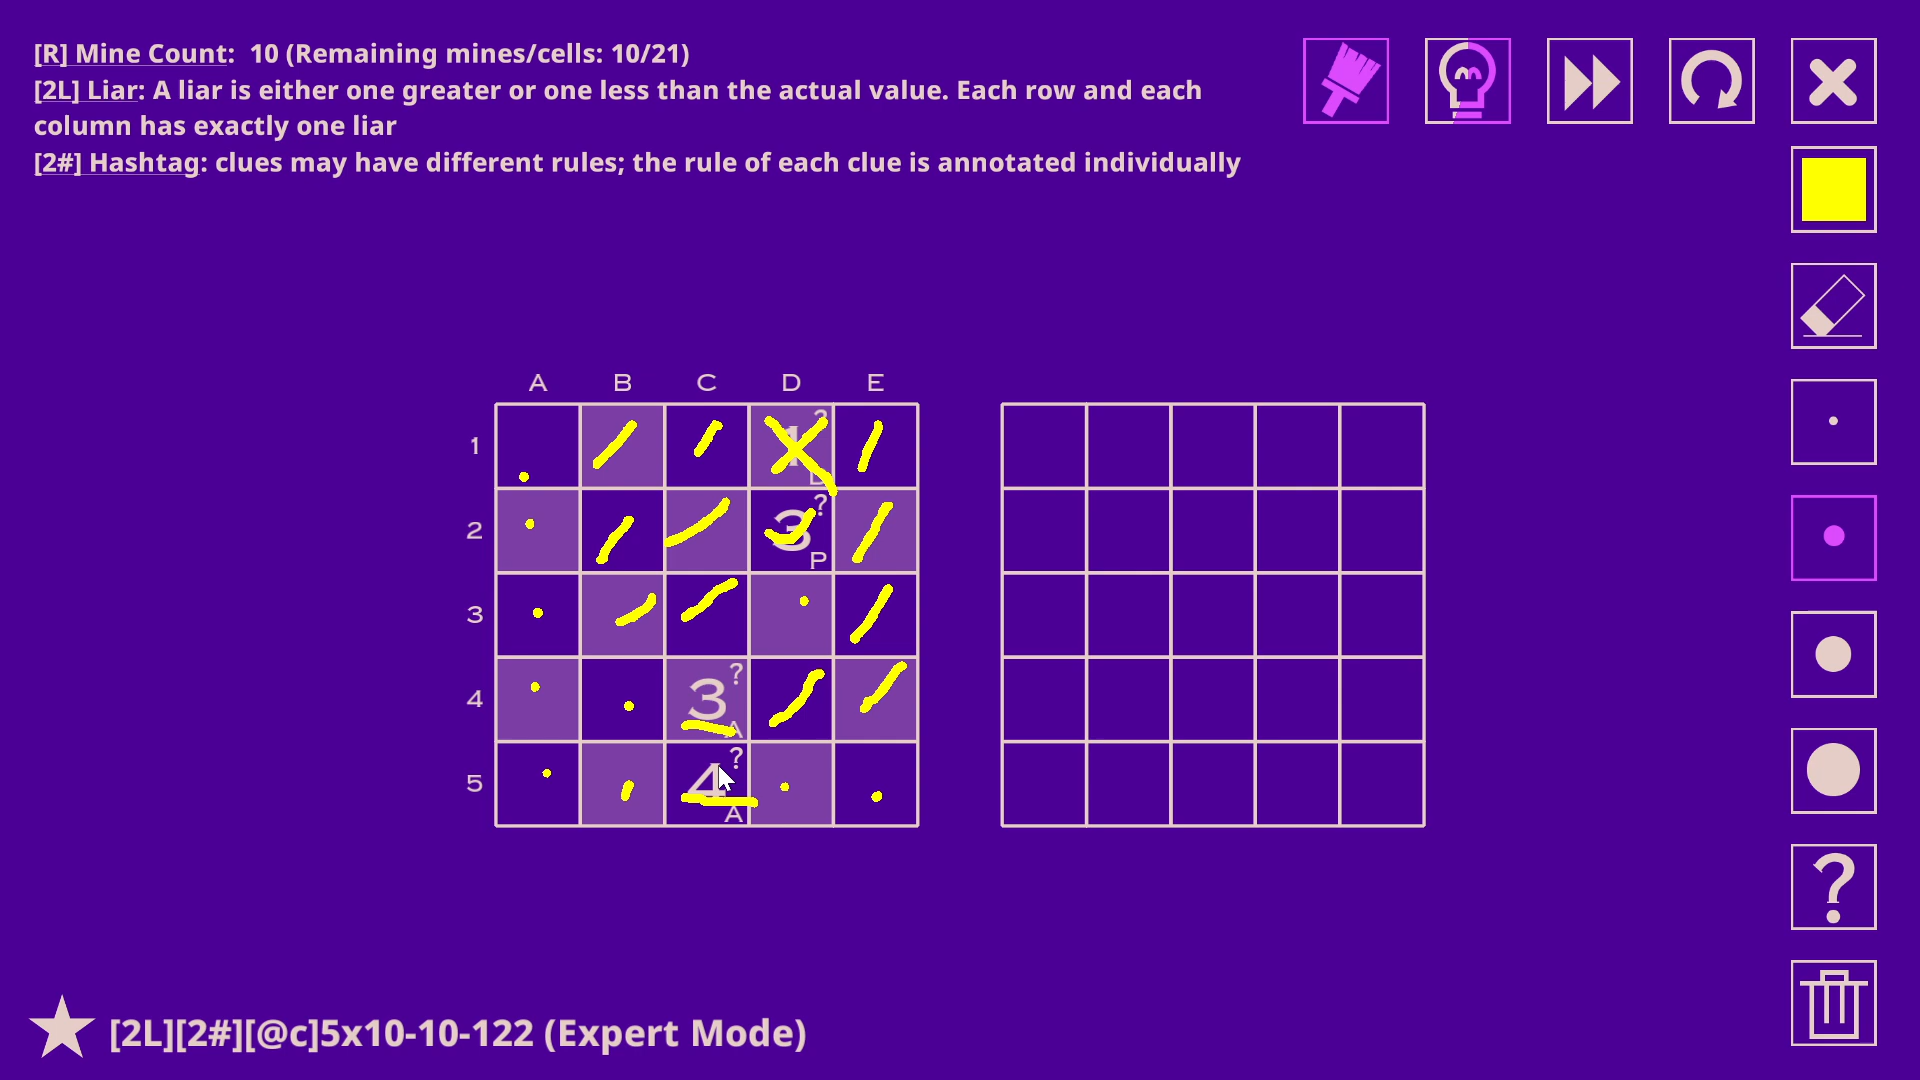 [R] Mine Count: 10 (Remaining mines/cells: 10/21)
[2L] Liar: A liar is either one greater or one less than the actual value. Each row and each
column has exactly one liar
[2#] Hashtag: clues may have different rules; the rule of each clue is annotated individually
A B C D E
1 1 ?
2 3 ? P
3
4 3 ? A
5 4 ? A
?
[2L][2#][@c]5x10-10-122 (Expert Mode)